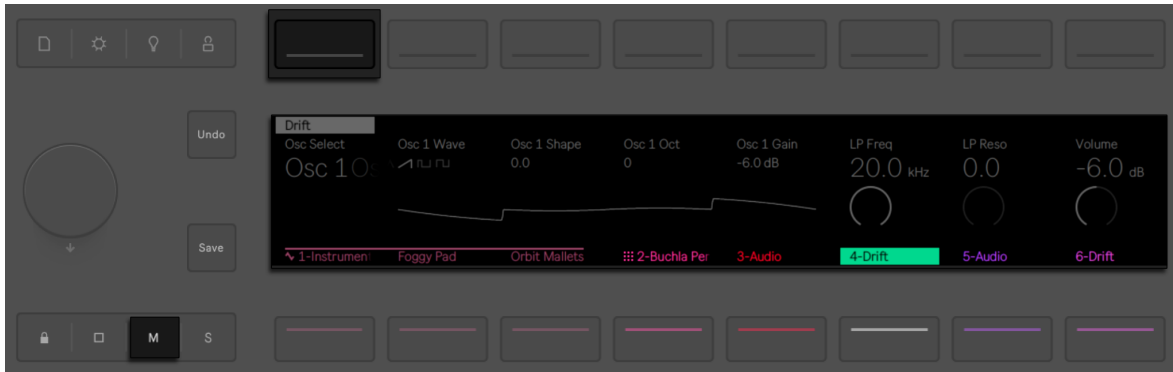 Undo
Save
M
S
Drift
Osc Select
Osc 1 Wave
Osc 1 Shape
Osc 1 Oct
Osc 1 Gain
LP Freq
LP Reso
Volume
Osc 1 Os
0.0
0
-6.0 dB
20.0 kHz
0.0
-6.0 dB
1-Instrument
Foggy Pad
Orbit Mallets
2-Buchla Per
3-Audio
4-Drift
5-Audio
6-Drift